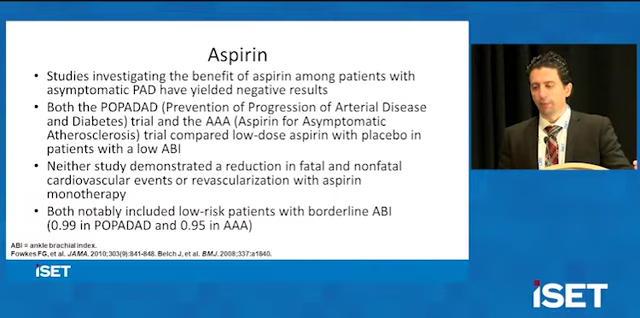 Aspirin
• Studies investigating the benefit of aspirin among patients with
asymptomatic PAD have yielded negative results
• Both the POPADAD (Prevention of Progression of Arterial Disease
and Diabetes) trial and the AAA (Aspirin for Asymptomatic
Atherosclerosis) trial compared low-dose aspirin with placebo in
patients with a low ABI
• Neither study demonstrated a reduction in fatal and nonfatal
cardiovascular events or revascularization with aspirin
monotherapy
• Both notably included low-risk patients with borderline ABI
(0.99 in POPADAD and 0.95 in AAA)
ABI = ankle brachial index.
Fowkes FG, et al. JAMA. 2010;303(9):841-848. Belch J, et al. BMJ. 2008;337:a1840.
iSET
iSET